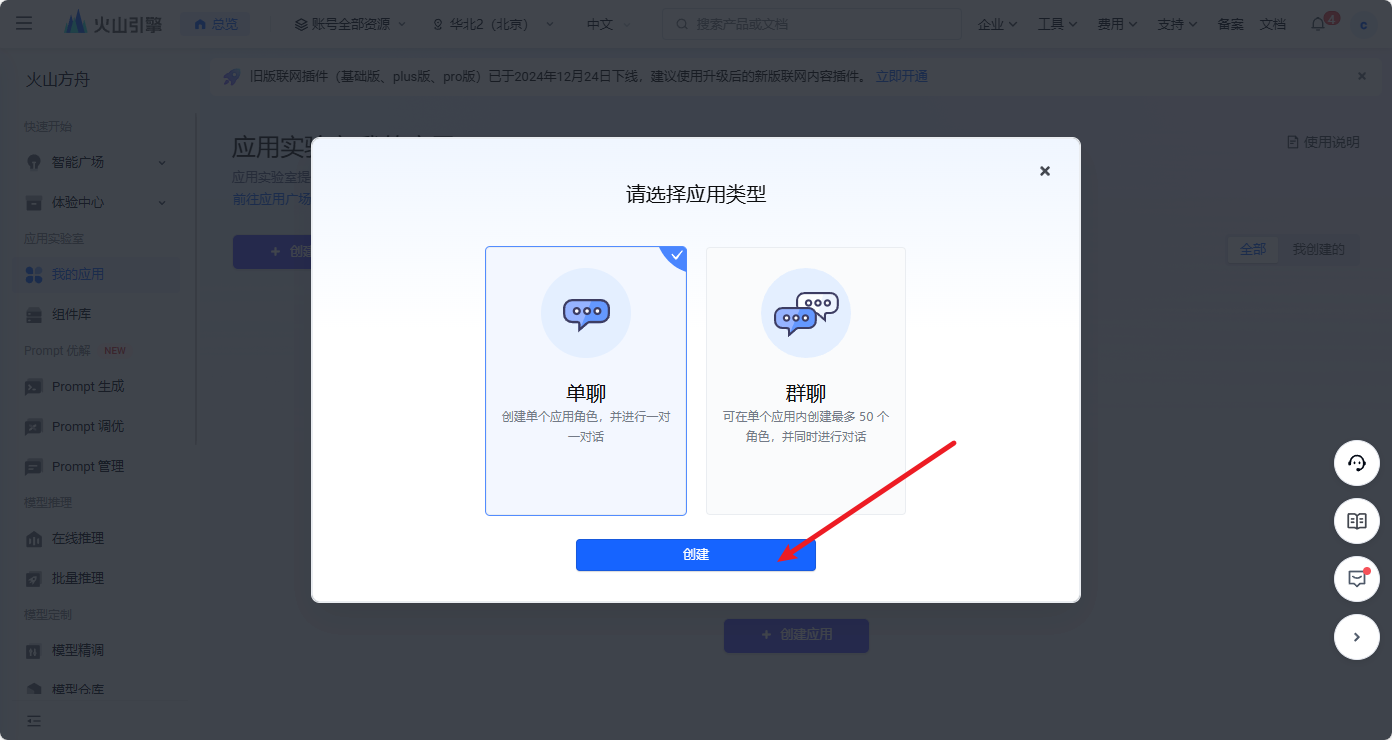 火山引擎
总览
账号全部资源
华北2（北京）
中文
搜索产品或文档
企业
工具
费用
支持
备案
文档
4
c
火山方舟
旧版联网插件（基础版、plus版、pro版）已于2024年12月24日下线，建议使用升级后的新版联网内容插件。 立即开通
快速开始
智能广场
体验中心
应用实验室
我的应用
组件库
Prompt 优解 NEW
Prompt 生成
Prompt 调优
Prompt 管理
模型推理
在线推理
批量推理
模型定制
模型精调
模型仓库
应用实
使用说明
应用实验室提
前往应用广场
+ 创建
全部
我创建的
请选择应用类型
单聊
创建单个应用角色，并进行一对
一对话
群聊
可在单个应用内创建最多 50 个
角色，并同时进行对话
创建
+ 创建应用